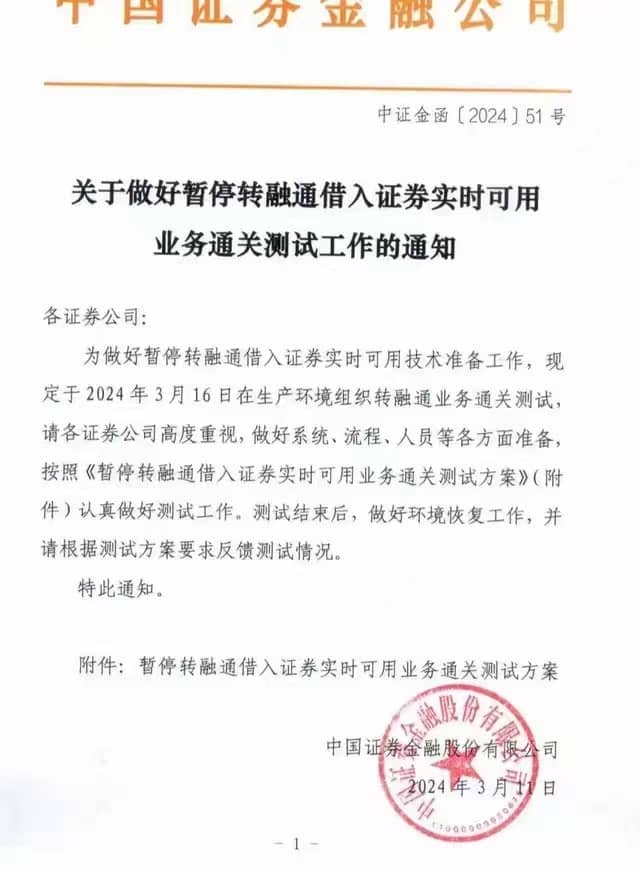 中国证券金融公司
中证金函〔2024〕51号
关于做好暂停转融通借入证券实时可用
业务通关测试工作的通知
各证券公司：
为做好暂停转融通借入证券实时可用技术准备工作，现
定于2024年3月16日在生产环境组织转融通业务通关测试，
请各证券公司高度重视，做好系统、流程、人员等各方面准备，
按照《暂停转融通借入证券实时可用业务通关测试方案》（附
件）认真做好测试工作。测试结束后，做好环境恢复工作，并
请根据测试方案要求反馈测试情况。
特此通知。
附件：暂停转融通借入证券实时可用业务通关测试方案
中国证券金融股份有限公司
2024年3月11日
中国证券金融股份有限公司
- 1 -